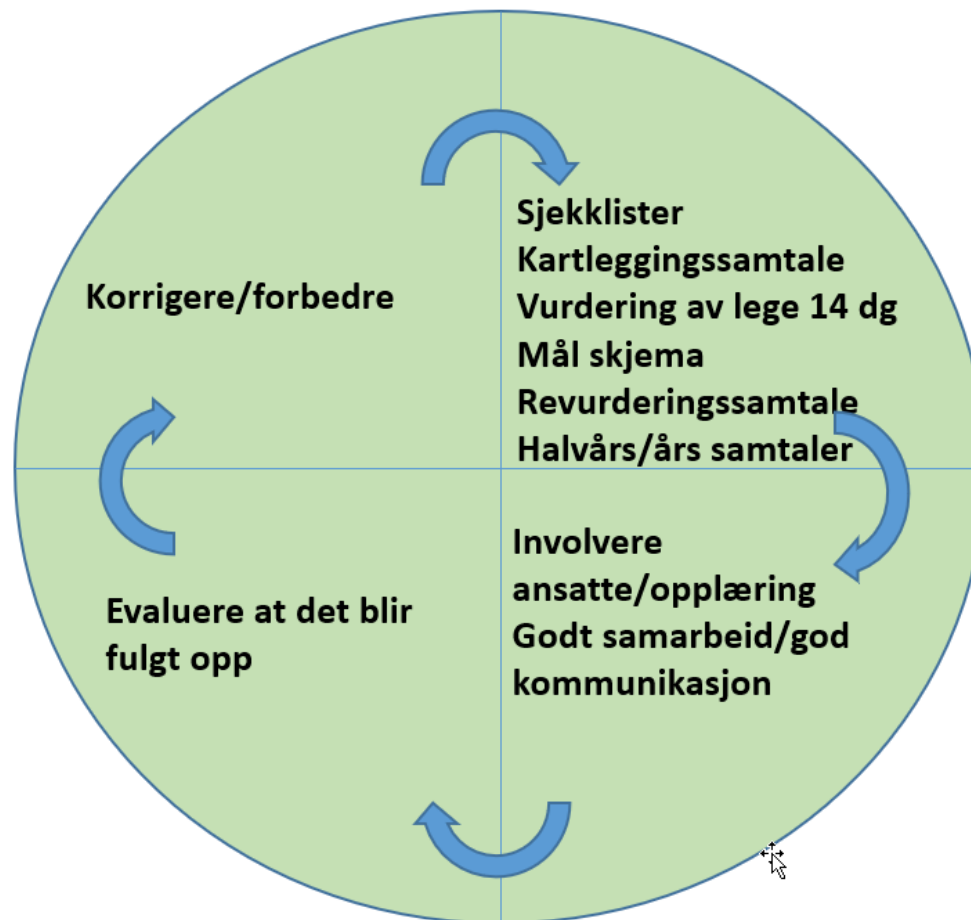 Korrigere/forbedre
Sjekklister
Kartleggingssamtale
Vurdering av lege 14 dg
Mål skjema
Revurderingssamtale
Halvårs/års samtaler
Involvere
ansatte/opplæring
Godt samarbeid/god
kommunikasjon
Evaluere at det blir
fulgt opp